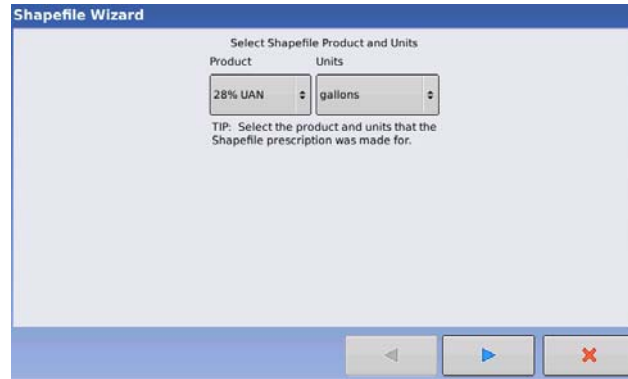 Shapefile Wizard
Select Shapefile Product and Units
Product Units
28% UAN gallons
TIP: Select the product and units that the
Shapefile prescription was made for.